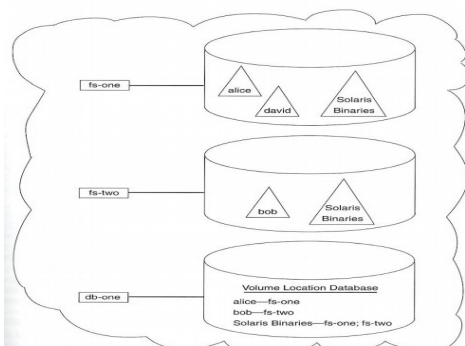 fs-one
alice
david
Solaris
Binaries
fs-two
bob
Solaris
Binaries
db-one
Volume Location Database
alice—fs-one
bob—fs-two
Solaris Binaries—fs-one; fs-two